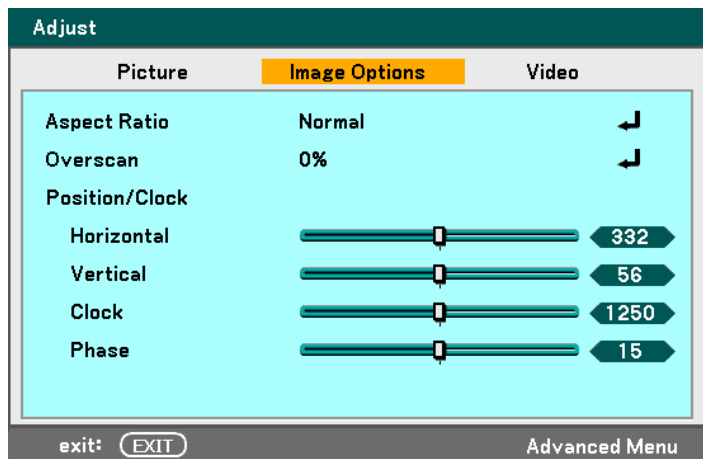 Adjust
Picture Image Options Video
Aspect Ratio Normal
Overscan 0%
Position/Clock
Horizontal 332
Vertical 56
Clock 1250
Phase 15
exit: EXIT Advanced Menu